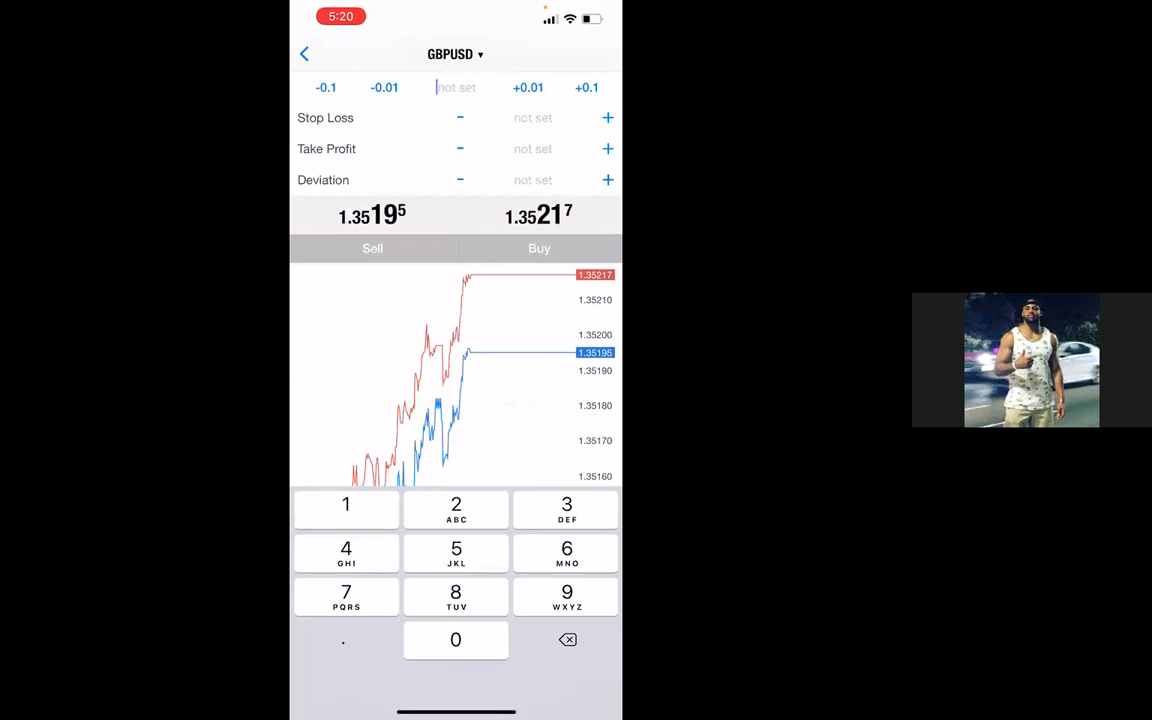 5:20
GBPUSD ▾
-0.1 -0.01 not set +0.01 +0.1
Stop Loss - not set +
Take Profit - not set +
Deviation - not set +
1.35195 1.35217
Sell Buy
1.35217
1.35210
1.35200
1.35195
1.35190
1.35180
1.35170
1.35160
1 2 3
ABC DEF
4 5 6
GHI JKL MNO
7 8 9
PQRS TUV WXYZ
. 0